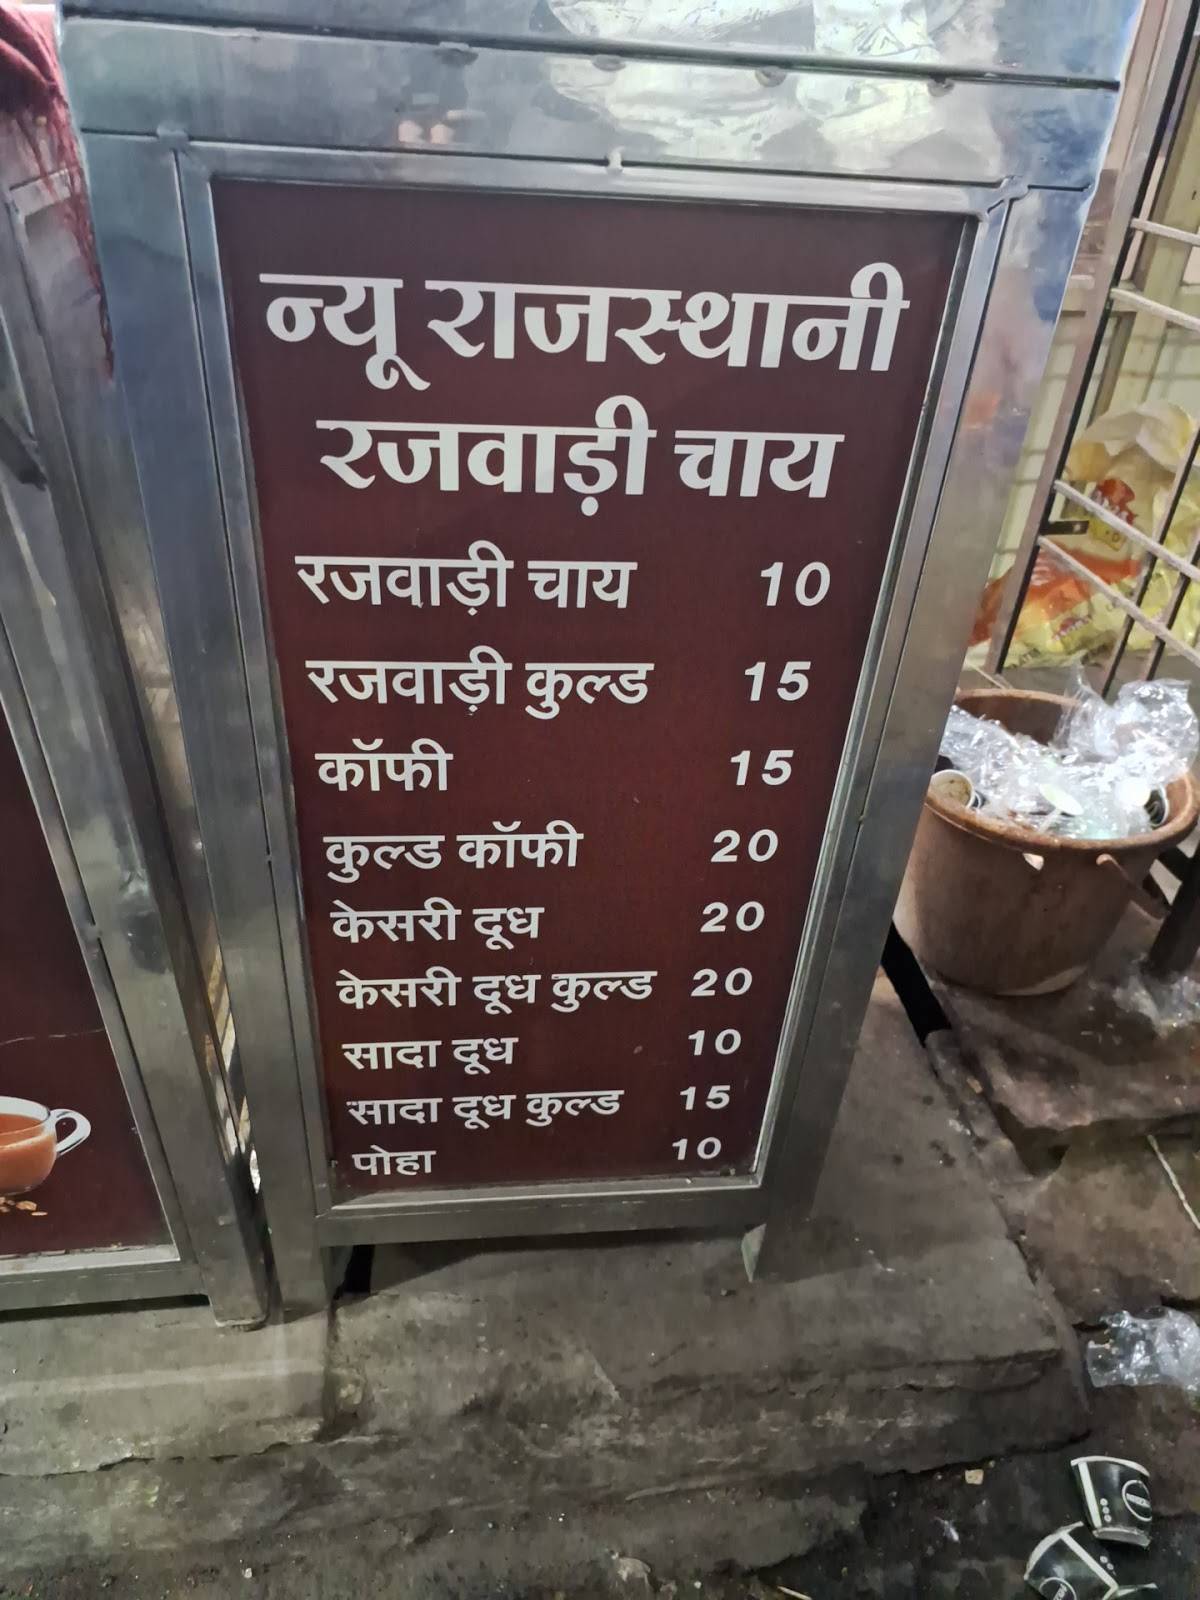 न्यू राजस्थानी
रजवाड़ी चाय
रजवाड़ी चाय 10
रजवाड़ी कुल्ड 15
कॉफी 15
कुल्ड कॉफी 20
केसरी दूध 20
केसरी दूध कुल्ड 20
सादा दूध 10
सादा दूध कुल्ड 15
पोहा 10